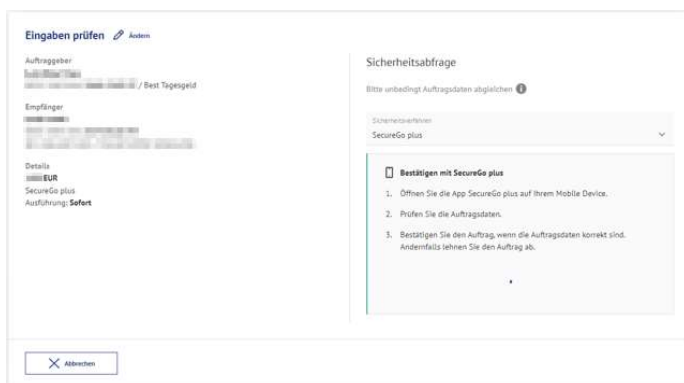 Eingaben prüfen Ändern
Auftraggeber
/ Best Tagesgeld
Empfänger
Details
EUR
SecureGo plus
Ausführung: Sofort
Sicherheitsabfrage
Bitte unbedingt Auftragsdaten abgleichen
Sicherheitsverfahren
SecureGo plus
Bestätigen mit SecureGo plus
1. Öffnen Sie die App SecureGo plus auf Ihrem Mobile Device.
2. Prüfen Sie die Auftragsdaten.
3. Bestätigen Sie den Auftrag, wenn die Auftragsdaten korrekt sind.
Andernfalls lehnen Sie den Auftrag ab.
Abbrechen